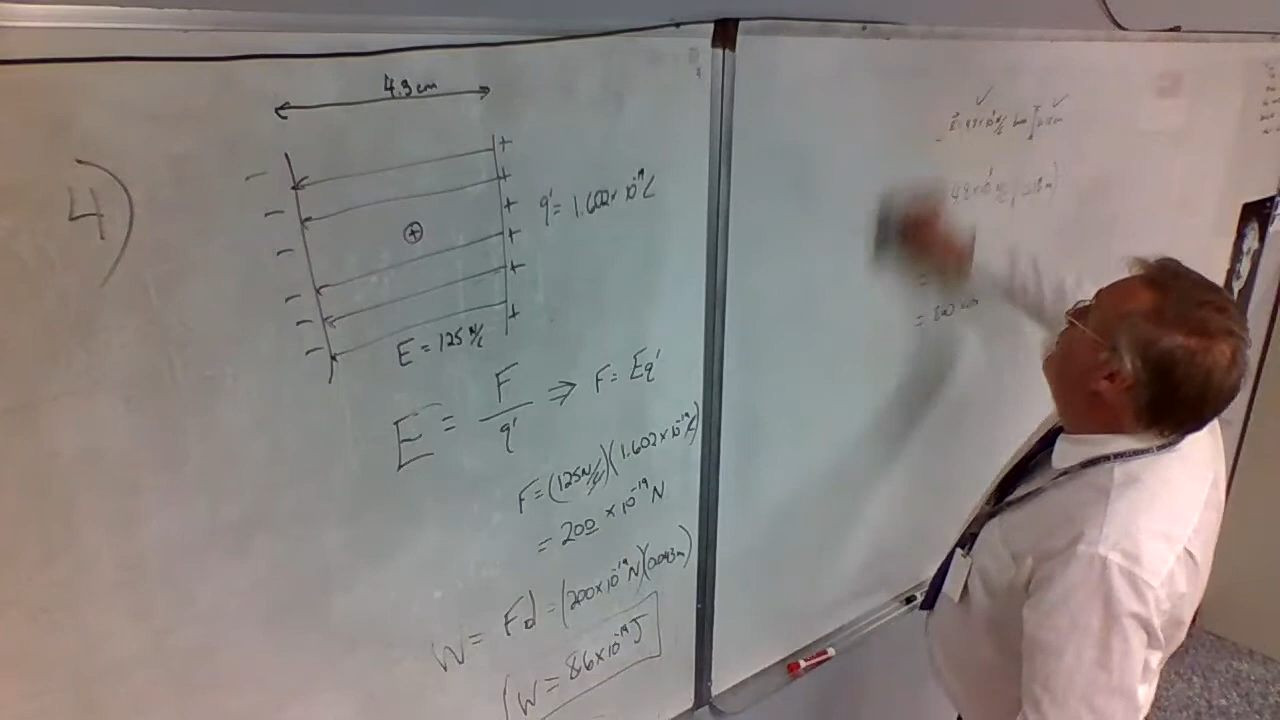 4)
4.3 cm
- - - - -
+ + + + + +
+
q' = 1.602 × 10⁻¹⁹ C
E = 125 N/C
E = F/q' ⇒ F = Eq'
F = (125 N/C)(1.602 × 10⁻¹⁹ C)
= 200 × 10⁻¹⁹ N
W = Fd = (200×10⁻¹⁹ N)(0.043m)
W = 8.6×10⁻¹⁹ J